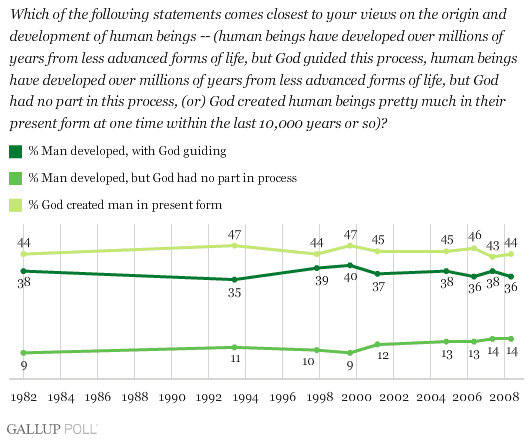 Which of the following statements comes closest to your views on the origin and
development of human beings -- (human beings have developed over millions of
years from less advanced forms of life, but God guided this process, human beings
have developed over millions of years from less advanced forms of life, but God
had no part in this process, (or) God created human beings pretty much in their
present form at one time within the last 10,000 years or so)?
% Man developed, with God guiding
% Man developed, but God had no part in process
% God created man in present form
44 47 44 47 45 45 46 43 44
38 35 39 40 37 38 36 38 36
9 11 10 9 12 13 13 14 14
1982 1984 1986 1988 1990 1992 1994 1996 1998 2000 2002 2004 2006 2008
GALLUP POLL